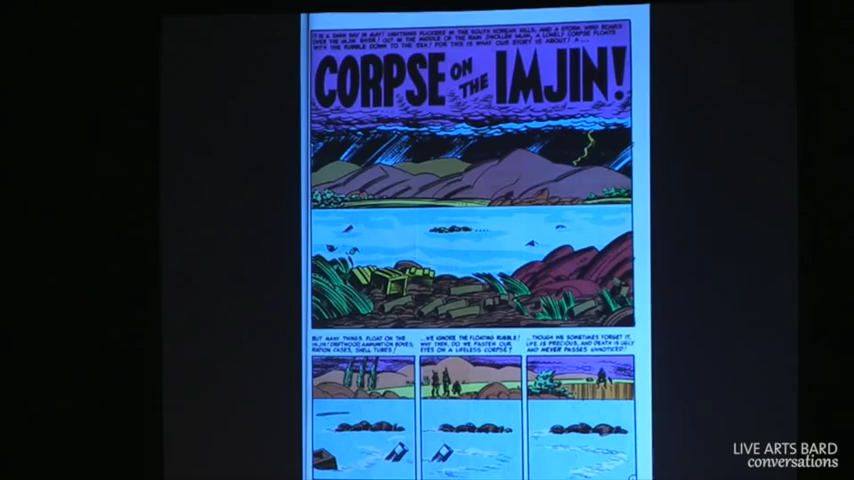 IT IS A DARK DAY IN MAY! LIGHTNING FLICKERS IN THE SOUTH KOREAN HILLS, AND A STORM WIND ROARS
OVER THE IMJIN RIVER! OUT IN THE MIDDLE OF THE RAIN SWOLLEN IMJIN, A LONELY CORPSE FLOATS
WITH THE RUBBLE DOWN TO THE SEA! FOR THIS IS WHAT OUR STORY IS ABOUT! A...
CORPSE ON THE IMJIN!
BUT MANY THINGS FLOAT ON THE
IMJIN! DRIFTWOOD, AMMUNITION BOXES,
RATION CASES, SHELL TUBES!
...WE IGNORE THE FLOATING RUBBLE!
WHY THEN, DO WE FASTEN OUR
EYES ON A LIFELESS CORPSE?
...THOUGH WE SOMETIMES FORGET IT,
LIFE IS PRECIOUS, AND DEATH IS UGLY
AND NEVER PASSES UNNOTICED!
LIVE ARTS BARD
conversations